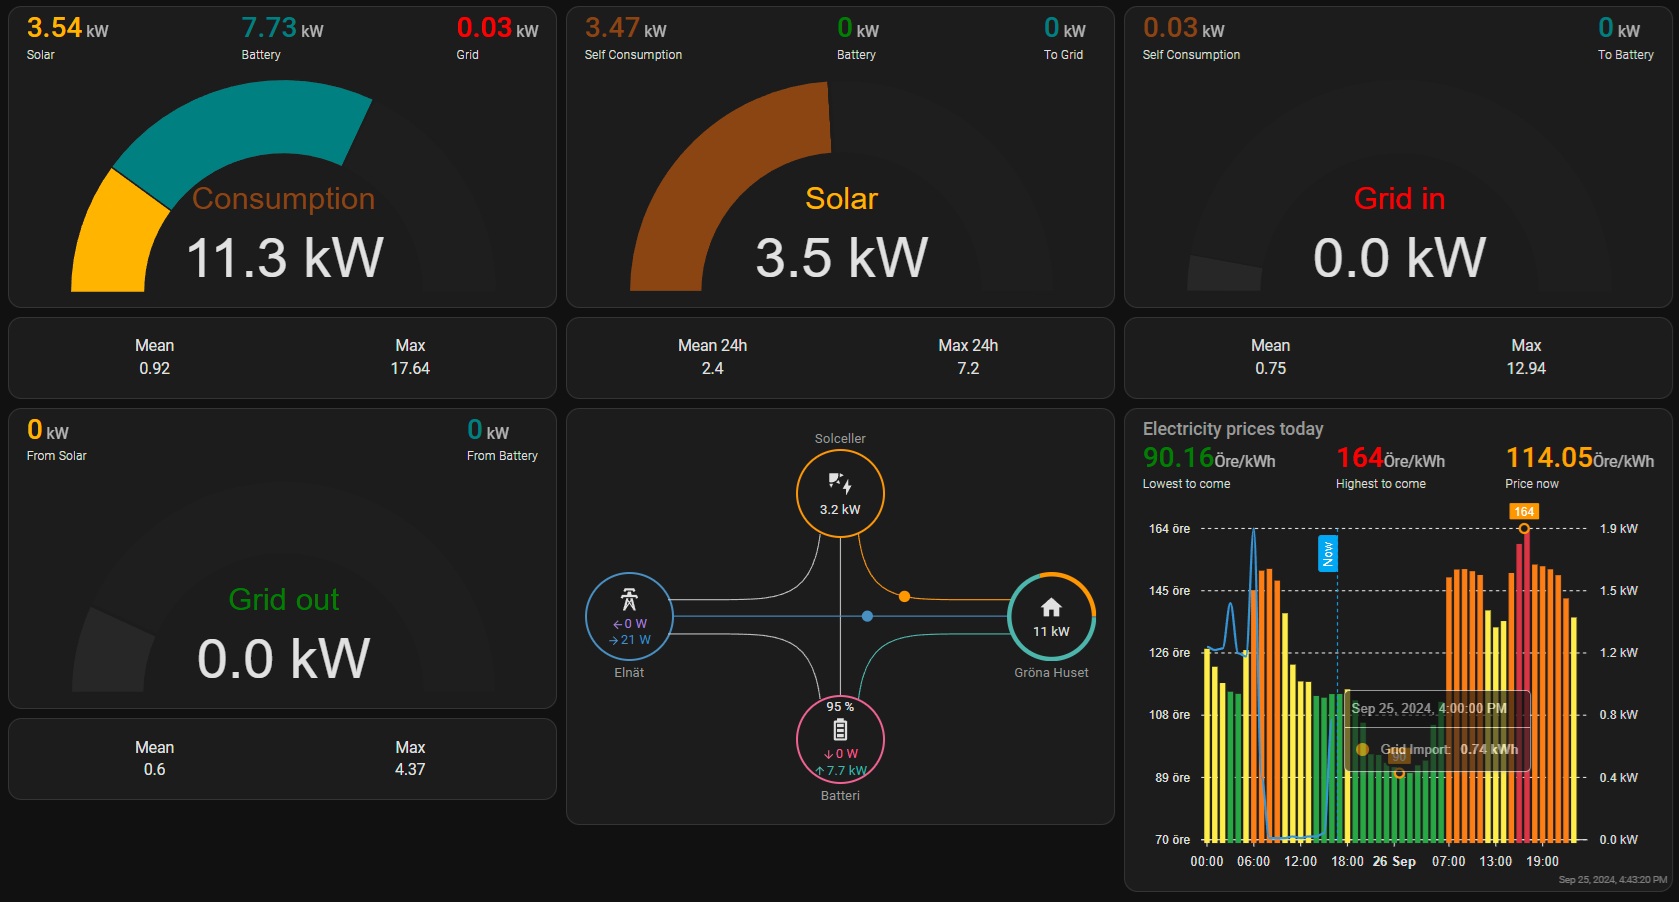 3.54 kW
Solar
7.73 kW
Battery
0.03 kW
Grid
Consumption
11.3 kW
3.47 kW
Self Consumption
0 kW
Battery
0 kW
To Grid
Solar
3.5 kW
0.03 kW
Self Consumption
0 kW
To Battery
Grid in
0.0 kW
Mean
0.92
Max
17.64
Mean 24h
2.4
Max 24h
7.2
Mean
0.75
Max
12.94
0 kW
From Solar
0 kW
From Battery
Grid out
0.0 kW
Mean
0.6
Max
4.37
Solceller
3.2 kW
←0 W
→21 W
Elnät
11 kW
Gröna Huset
95 %
↓0 W
↑7.7 kW
Batteri
Electricity prices today
90.16Öre/kWh
Lowest to come
164Öre/kWh
Highest to come
114.05Öre/kWh
Price now
164
Now
164 öre
145 öre
126 öre
108 öre
89 öre
70 öre
1.9 kW
1.5 kW
1.2 kW
0.8 kW
0.4 kW
0.0 kW
Sep 25, 2024, 4:00:00 PM
Grid Import: 0.74 kWh
90
00:00 06:00 12:00 18:00 26 Sep 07:00 13:00 19:00
Sep 25, 2024, 4:43:20 PM